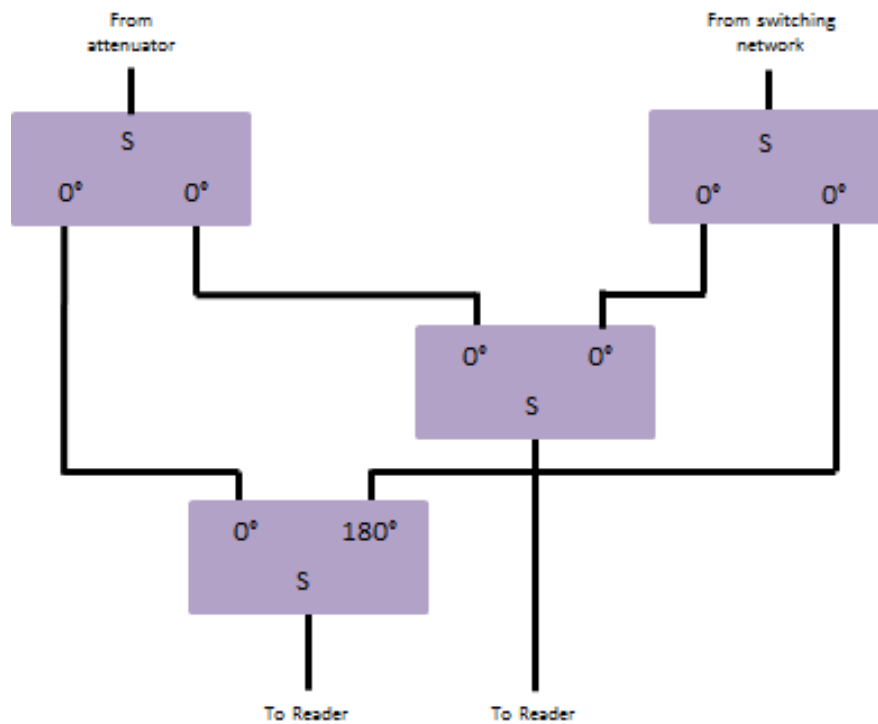 From
attenuator
From switching
network
S
0° 0°
S
0° 0°
0° 0°
S
0° 180°
S
To Reader
To Reader